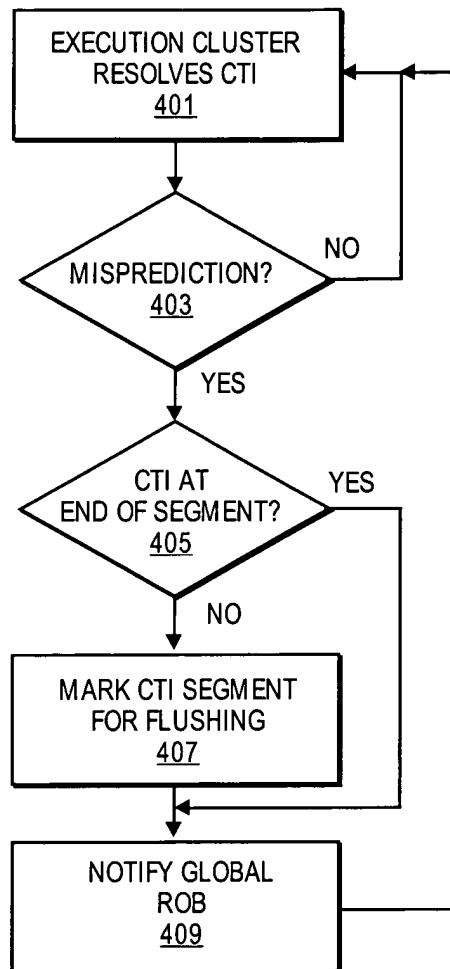 EXECUTION CLUSTER
RESOLVES CTI
401
NO
MISPREDICTION?
403
YES
CTI AT
END OF SEGMENT?
405
YES
NO
MARK CTI SEGMENT
FOR FLUSHING
407
NOTIFY GLOBAL
ROB
409